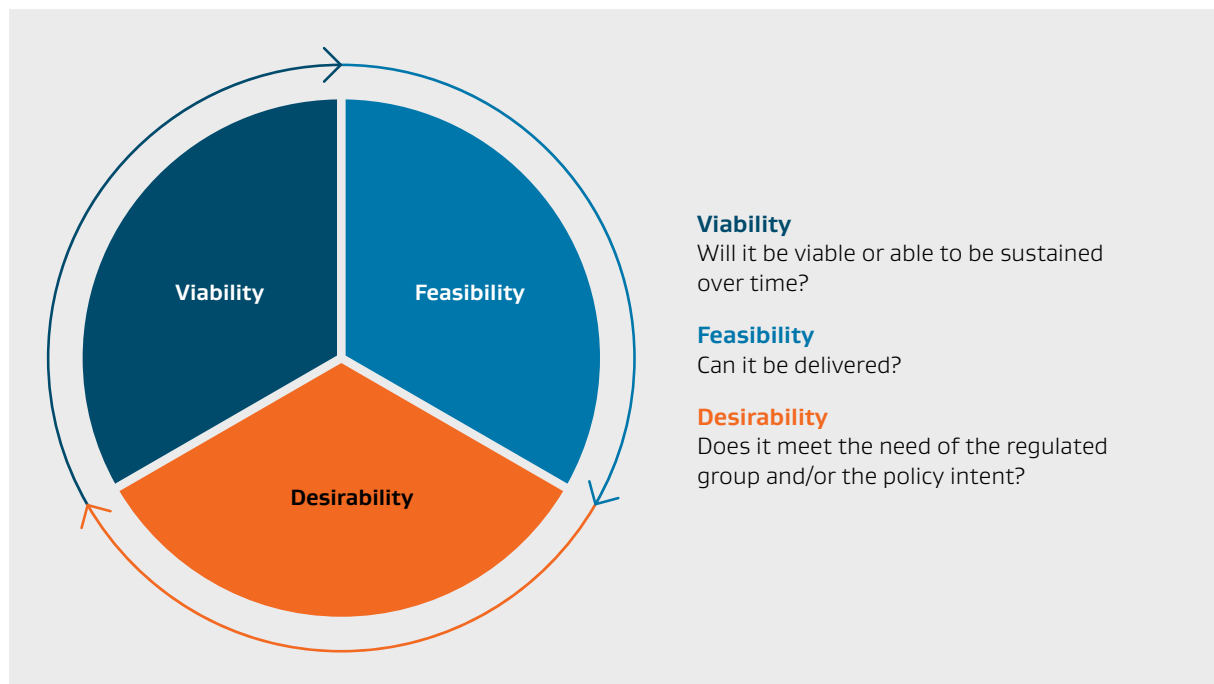 Viability
Feasibility
Desirability
Viability
Will it be viable or able to be sustained
over time?
Feasibility
Can it be delivered?
Desirability
Does it meet the need of the regulated
group and/or the policy intent?